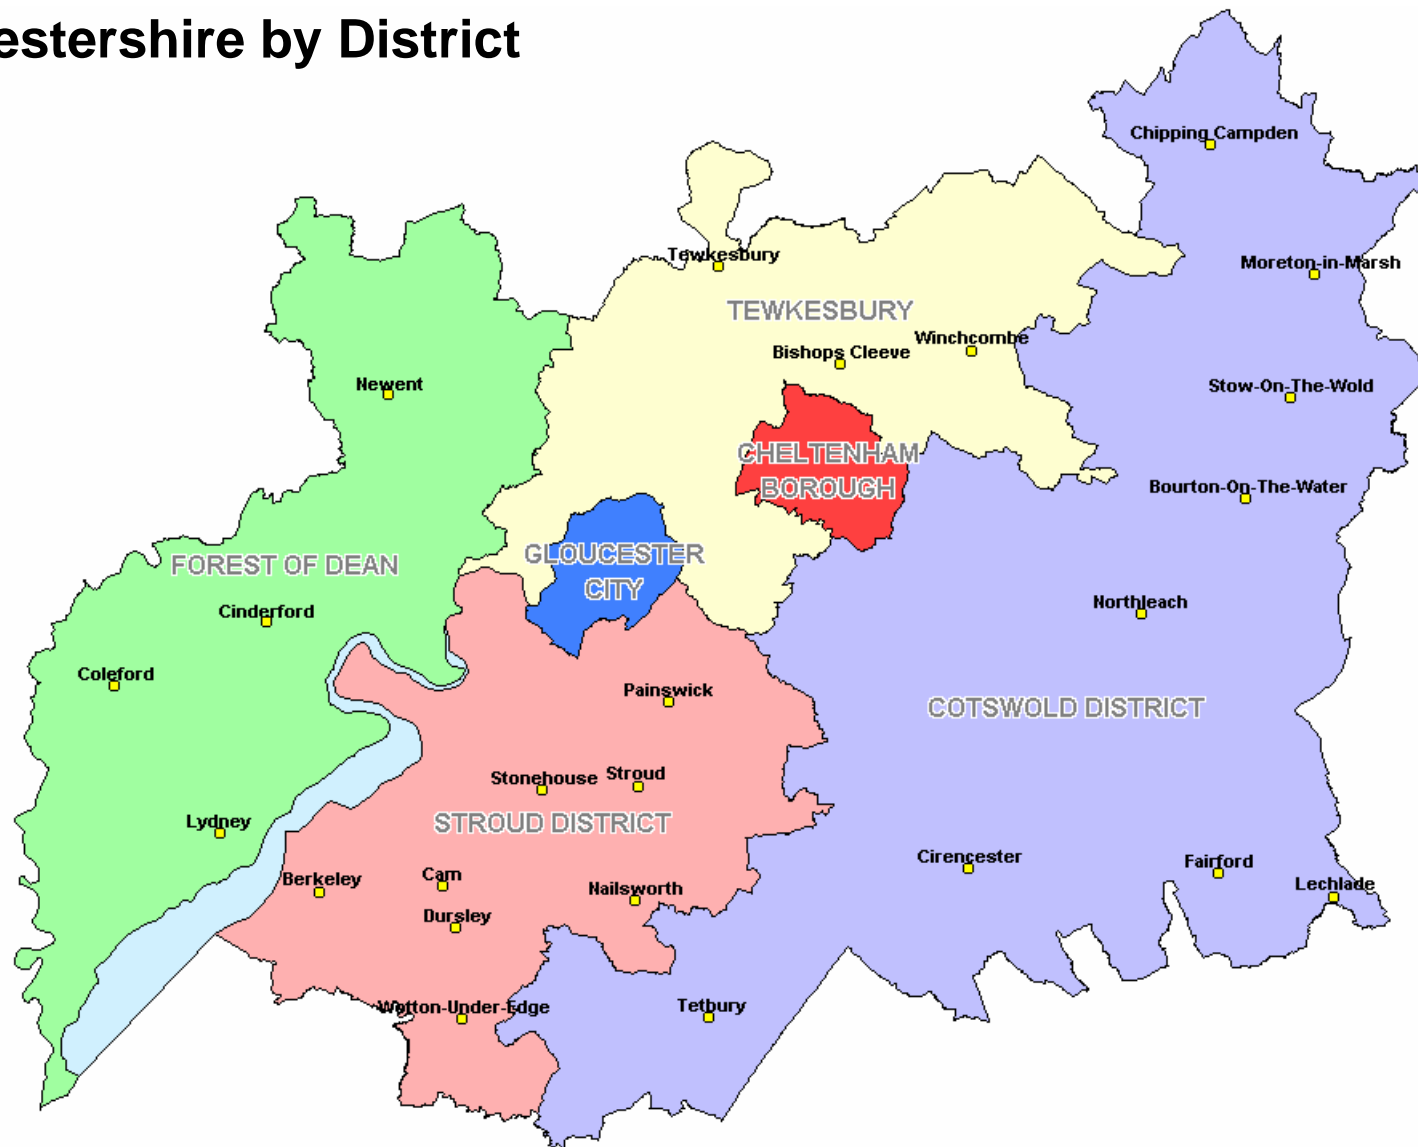 estershire by District
Chipping Campden
Tewkesbury
Moreton-in-Marsh
TEWKESBURY
Winchcombe
Bishops Cleeve
Newent
Stow-On-The-Wold
CHELTENHAM
BOROUGH
Bourton-On-The-Water
GLOUCESTER
CITY
FOREST OF DEAN
Cinderford
Northleach
Coleford
Painswick
COTSWOLD DISTRICT
Stonehouse
Stroud
Lydney
STROUD DISTRICT
Cirencester
Fairford
Berkeley
Cam
Nailsworth
Lechlade
Dursley
Wotton-Under-Edge
Tetbury